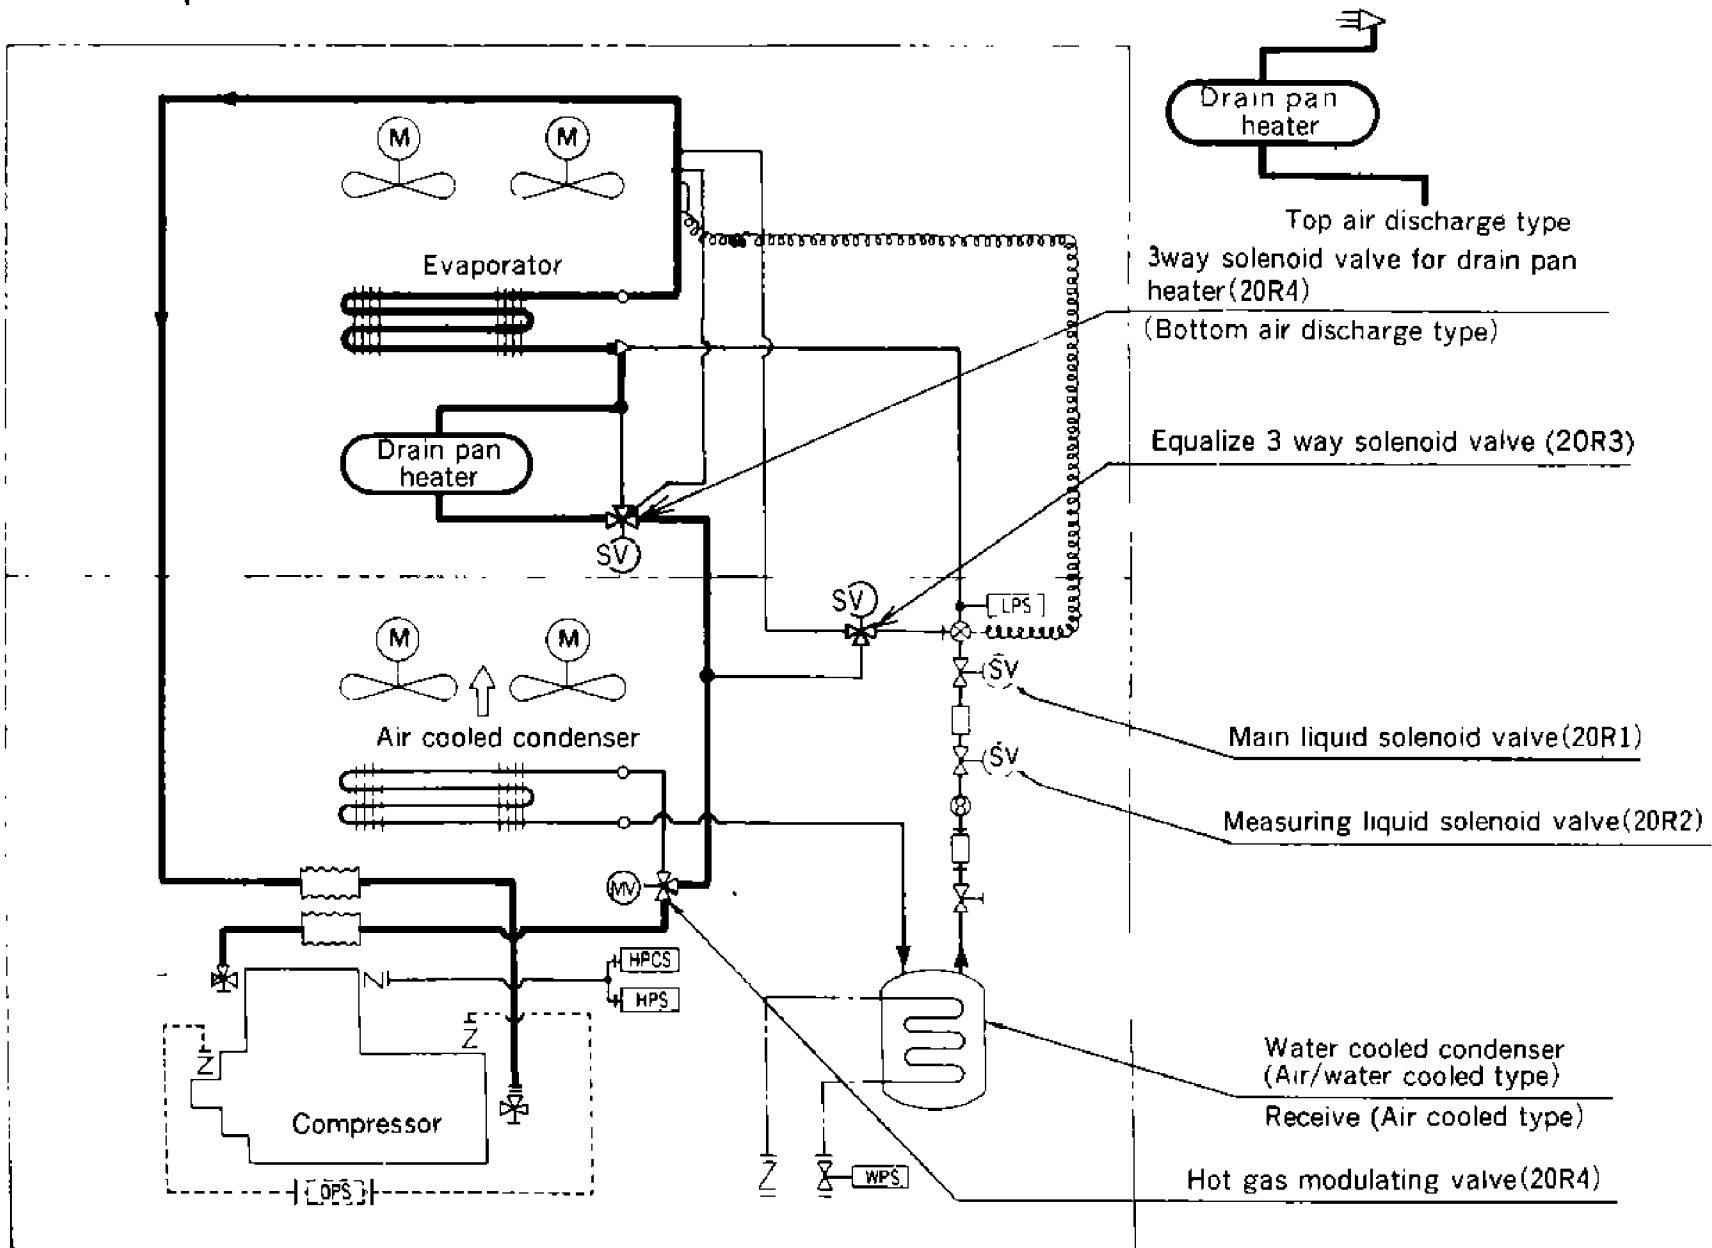 Drain pan
heater
Top air discharge type
M
M
Evaporator
3way solenoid valve for drain pan
heater(20R4)
(Bottom air discharge type)
Drain pan
heater
Equalize 3 way solenoid valve (20R3)
SV
SV
LPS
M
M
SV
Air cooled condenser
Main liquid solenoid valve(20R1)
SV
Measuring liquid solenoid valve(20R2)
MV
HPCS
HPS
Water cooled condenser
(Air/water cooled type)
Receive (Air cooled type)
Compressor
OPS
WPS
Hot gas modulating valve(20R4)